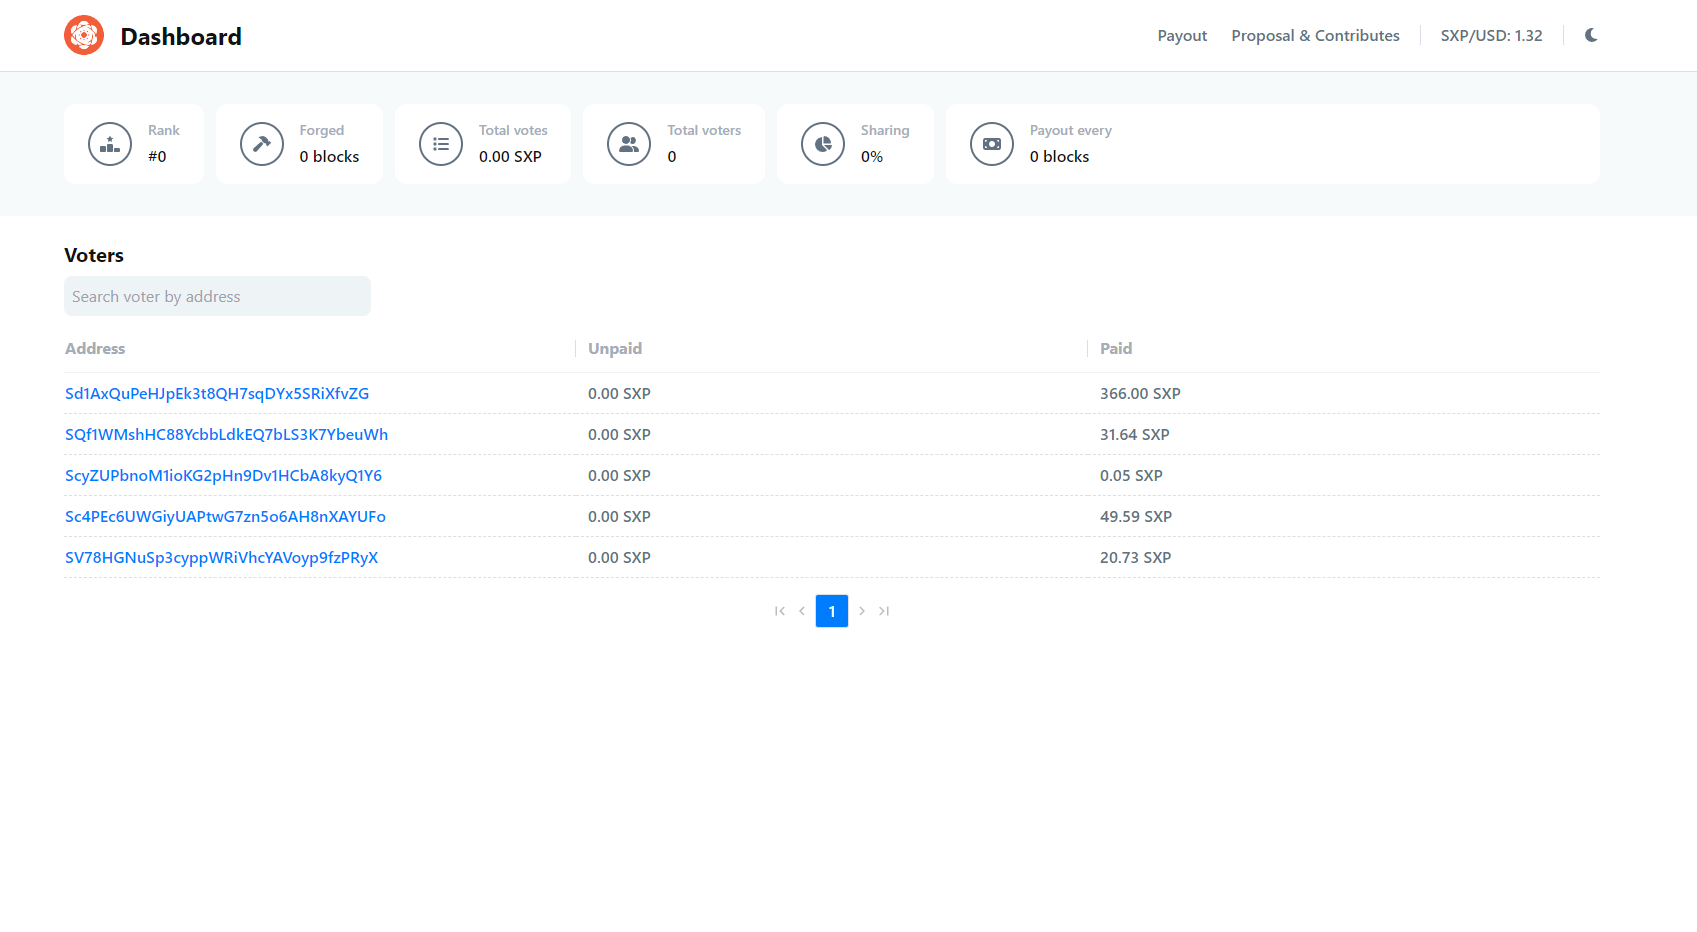 Dashboard
Payout Proposal & Contributes SXP/USD: 1.32
Rank
#0
Forged
0 blocks
Total votes
0.00 SXP
Total voters
0
Sharing
0%
Payout every
0 blocks
Voters
Search voter by address
Address Unpaid Paid
Sd1AxQuPeHJpEk3t8QH7sqDYx5SRiXfvZG 0.00 SXP 366.00 SXP
SQf1WMshHC88YcbbLdkEQ7bLS3K7YbeuWh 0.00 SXP 31.64 SXP
ScyZUPbnoM1ioKG2pHn9Dv1HCbA8kyQ1Y6 0.00 SXP 0.05 SXP
Sc4PEc6UWGiyUAPtwG7zn5o6AH8nXAYUFo 0.00 SXP 49.59 SXP
SV78HGNuSp3cyppWRiVhcYAVoyp9fzPRyX 0.00 SXP 20.73 SXP
1